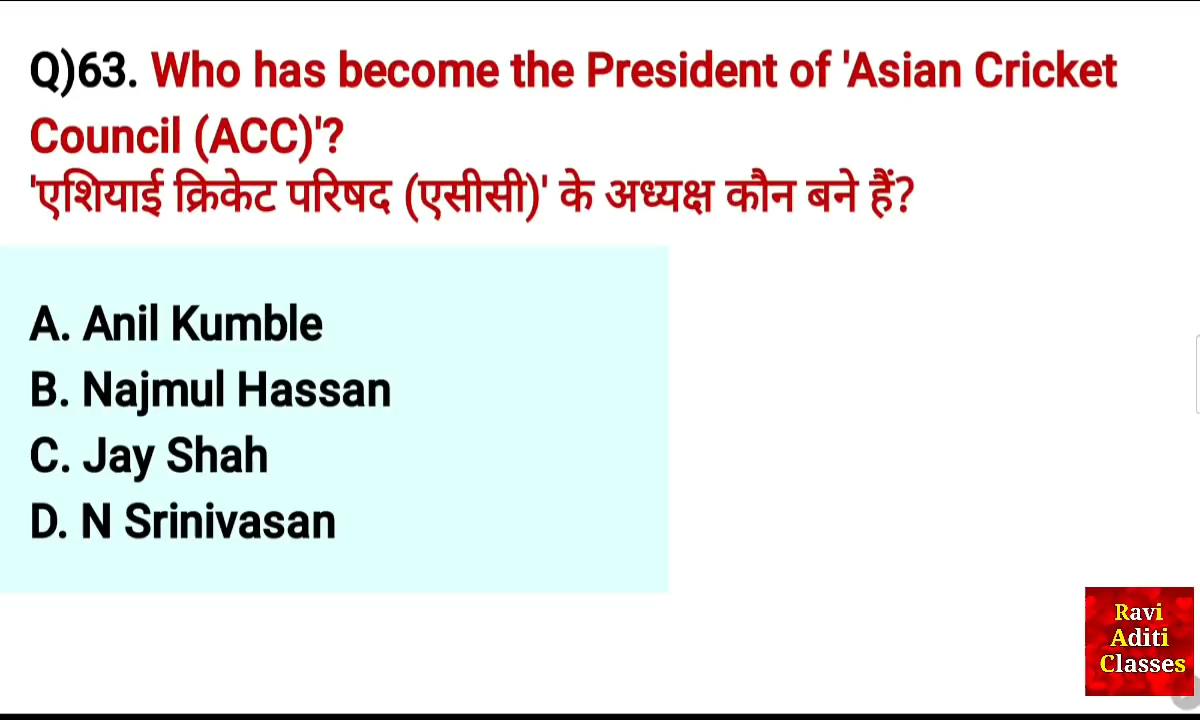 Q)63. Who has become the President of 'Asian Cricket
Council (ACC)'?
'एशियाई क्रिकेट परिषद (एसीसी)' के अध्यक्ष कौन बने हैं?
A. Anil Kumble
B. Najmul Hassan
C. Jay Shah
D. N Srinivasan
Ravi
Aditi
Classes